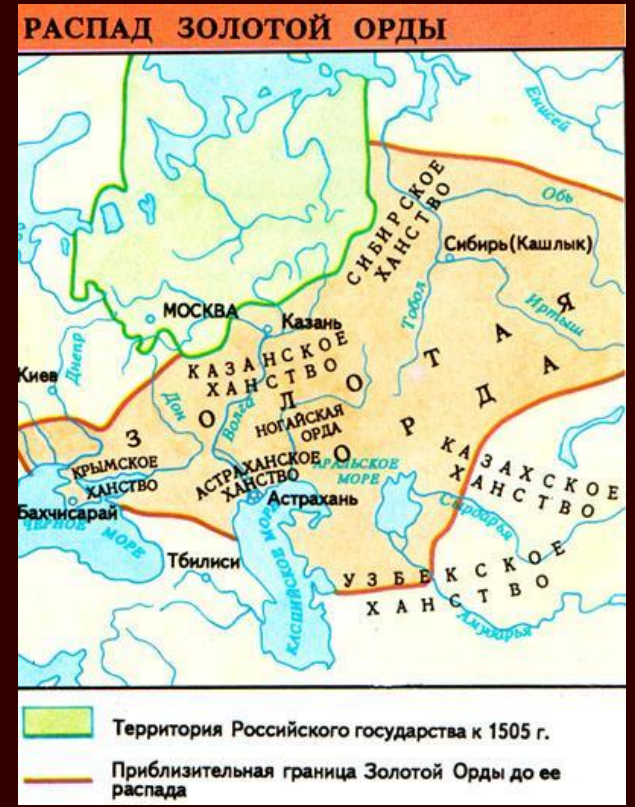 РАСПАД ЗОЛОТОЙ ОРДЫ
Енисей
Обь
СИБИРСКОЕ
ХАНСТВО
Сибирь (Кашлык)
Тобол
Иртыш
МОСКВА
Казань
КАЗАНСКОЕ
ХАНСТВО
Киев
Днепр
Дон
Волга
ЗОЛОТАЯ
ОРДА
НОГАЙСКАЯ
ОРДА
КРЫМСКОЕ
ХАНСТВО
АСТРАХАНСКОЕ
ХАНСТВО
АРАЛЬСКОЕ
МОРЕ
КАЗАХСКОЕ
ХАНСТВО
Бахчисарай
Астрахань
ЧЕРНОЕ МОРЕ
Сырдарья
Тбилиси
КАСПИЙСКОЕ МОРЕ
УЗБЕКСКОЕ
ХАНСТВО
Амударья
Территория Российского государства к 1505 г.
Приблизительная граница Золотой Орды до ее
распада